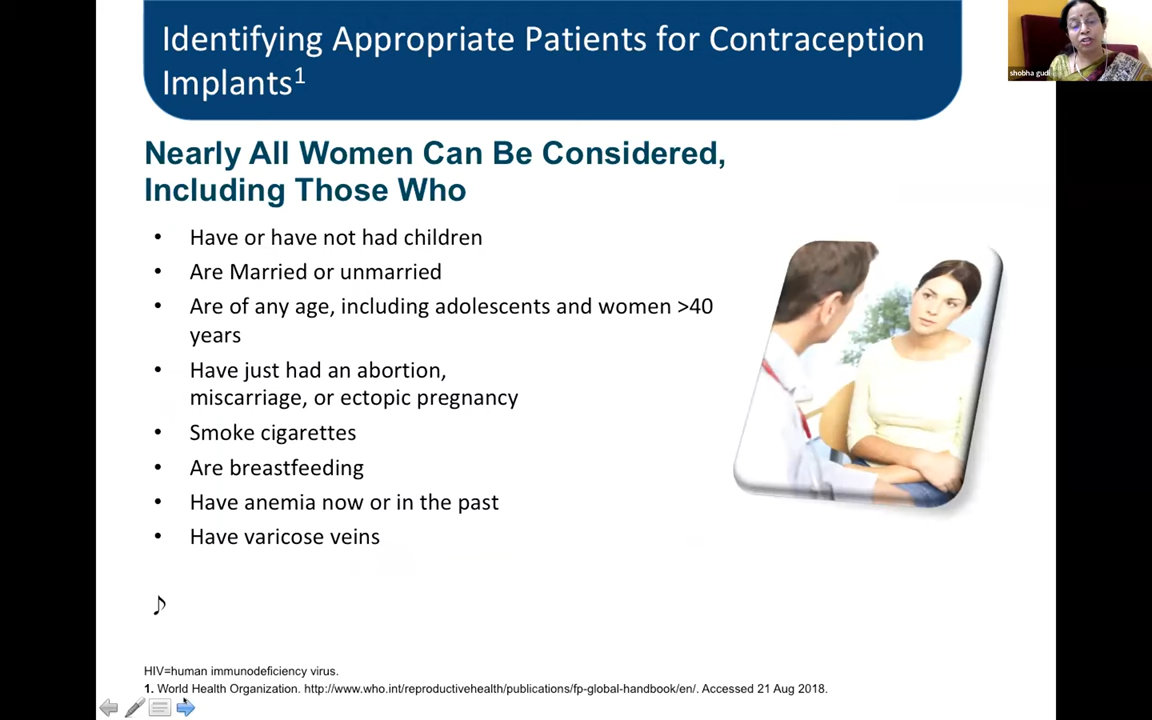 Identifying Appropriate Patients for Contraception
Implants1
shobha gudi
Nearly All Women Can Be Considered,
Including Those Who
• Have or have not had children
• Are Married or unmarried
• Are of any age, including adolescents and women >40
years
• Have just had an abortion,
miscarriage, or ectopic pregnancy
• Smoke cigarettes
• Are breastfeeding
• Have anemia now or in the past
• Have varicose veins
♪
HIV=human immunodeficiency virus.
1. World Health Organization. http://www.who.int/reproductivehealth/publications/fp-global-handbook/en/. Accessed 21 Aug 2018.